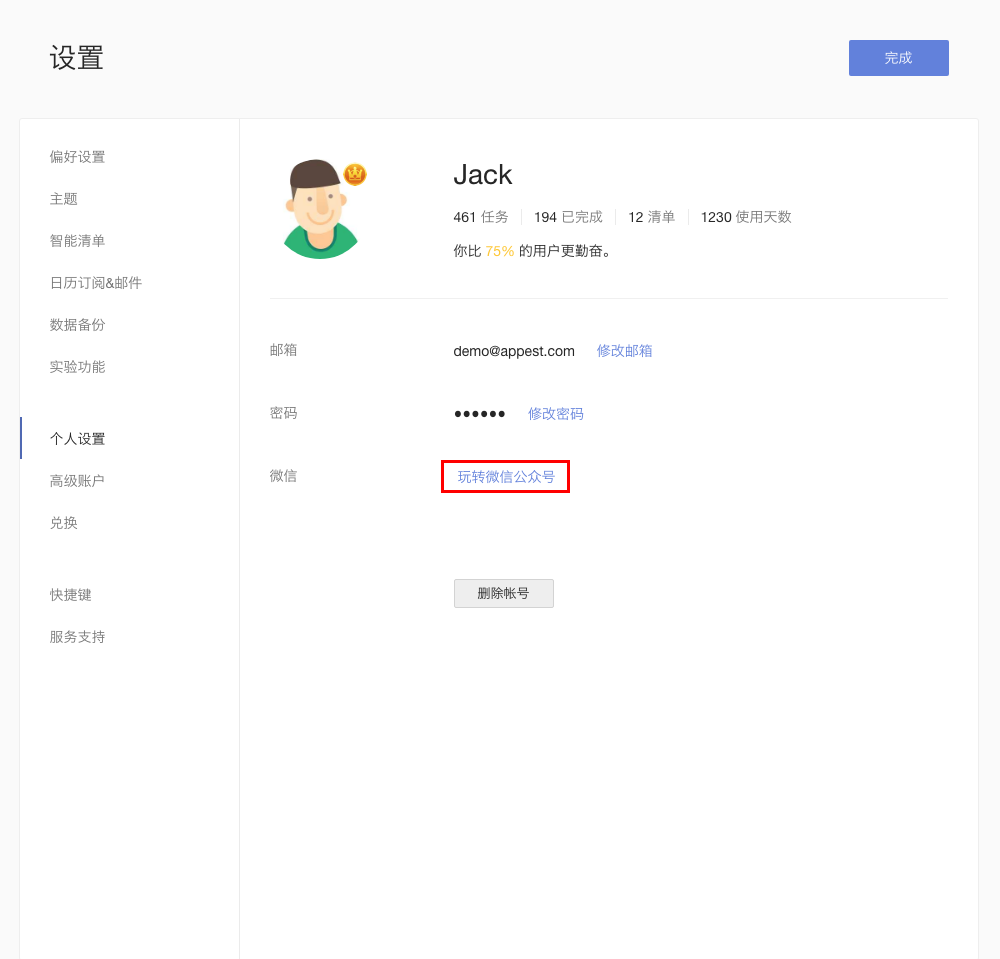 设置
完成
偏好设置
主题
智能清单
日历订阅&邮件
数据备份
实验功能
个人设置
高级账户
兑换
快捷键
服务支持
Jack
461 任务 194 已完成 12 清单 1230 使用天数
你比 75% 的用户更勤奋。
邮箱 demo@appest.com 修改邮箱
密码 •••••• 修改密码
微信 玩转微信公众号
删除帐号